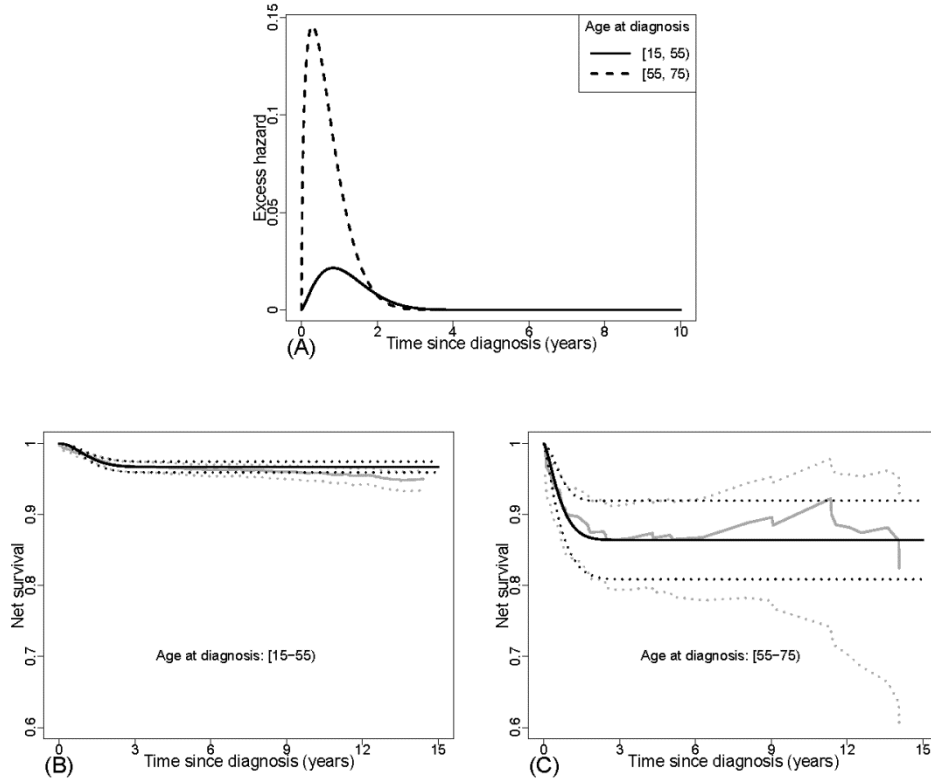 Excess hazard
0.15
0.1
0.05
0
Age at diagnosis
[15, 55)
[55, 75)
0 2 4 6 8 10
Time since diagnosis (years)
(A)
Net survival
1
0.9
0.8
0.7
0.6
Age at diagnosis: [15−55)
0 3 6 9 12 15
Time since diagnosis (years)
(B)
Net survival
1
0.9
0.8
0.7
0.6
Age at diagnosis: [55−75)
0 3 6 9 12 15
Time since diagnosis (years)
(C)